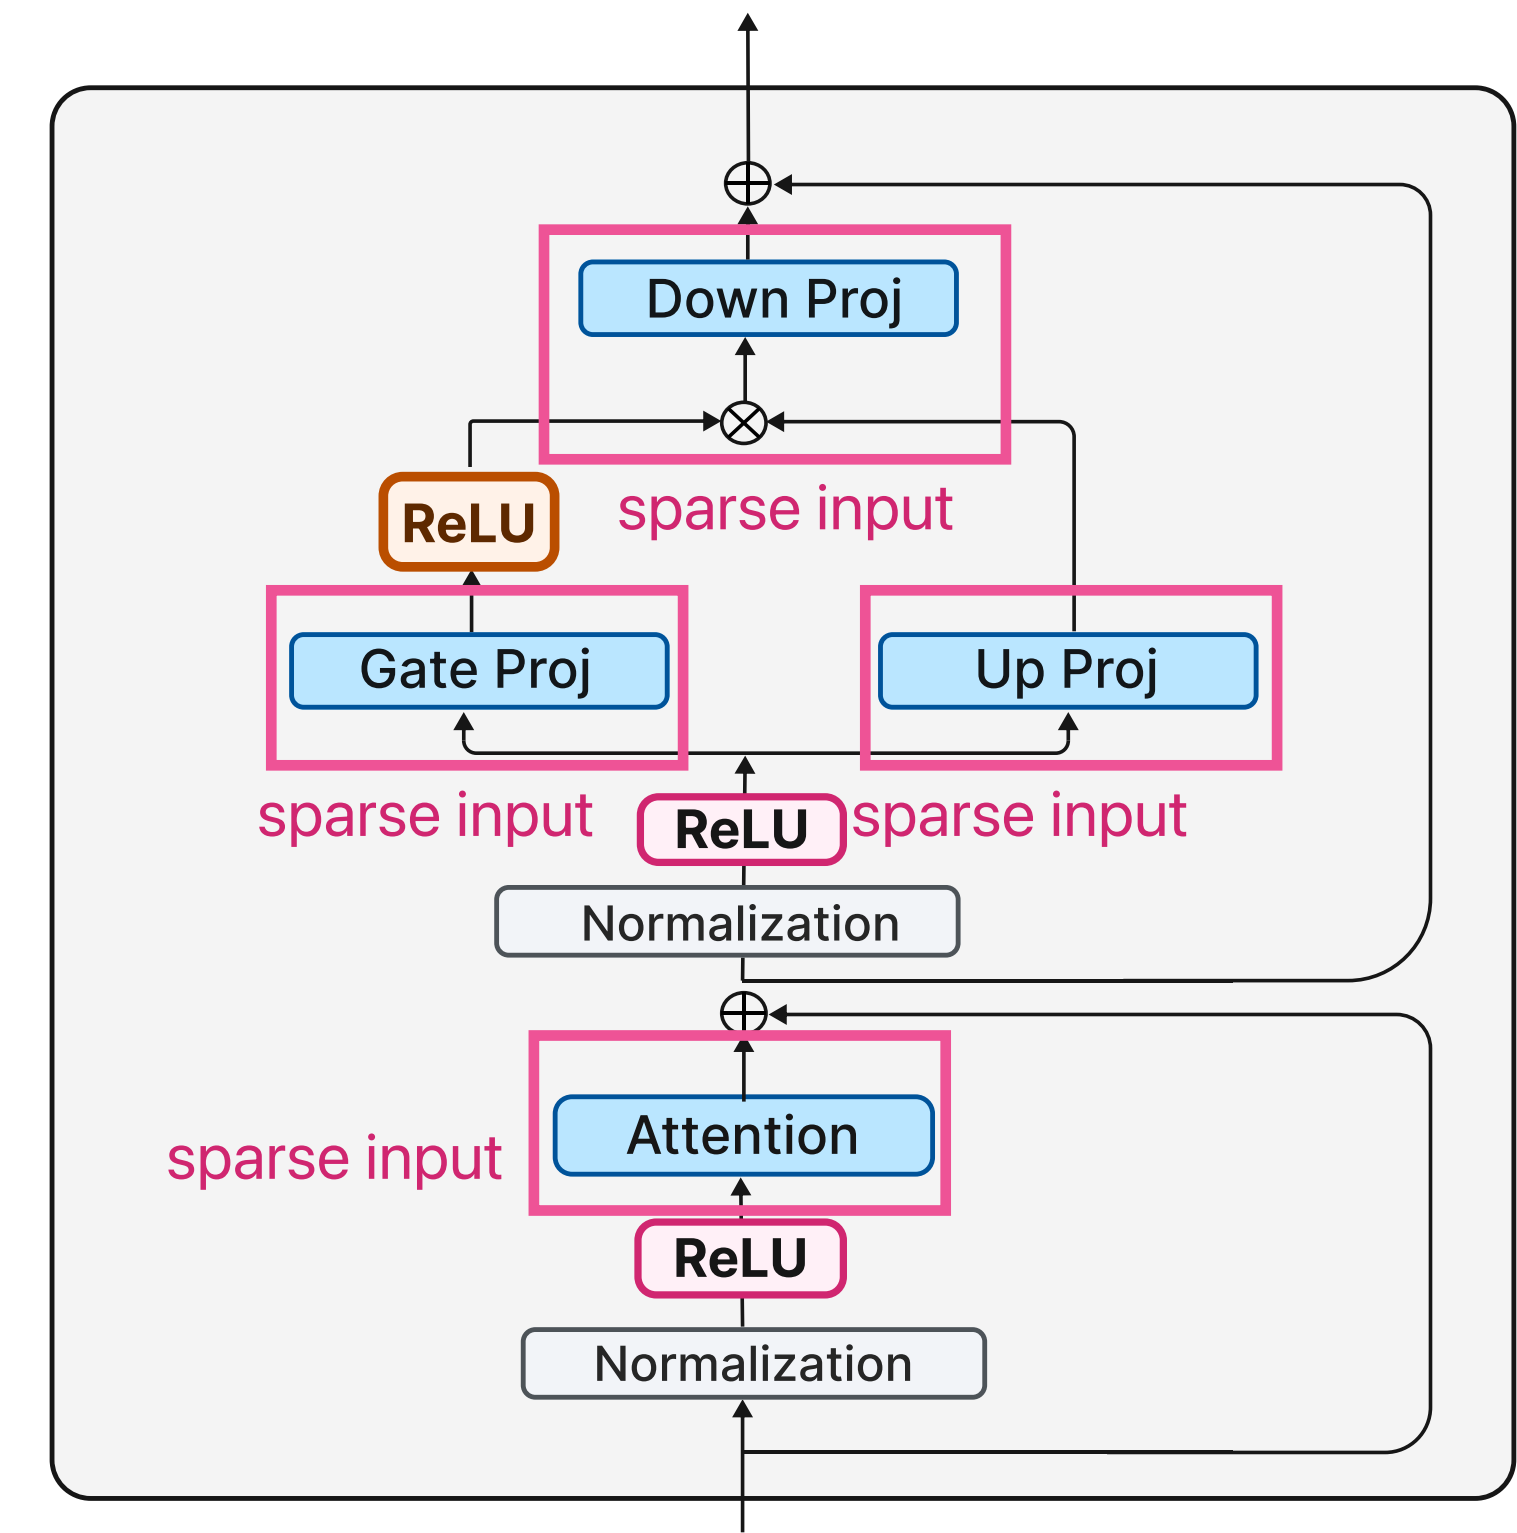 Down Proj
ReLU
sparse input
Gate Proj
Up Proj
sparse input
ReLU
sparse input
Normalization
Attention
sparse input
ReLU
Normalization